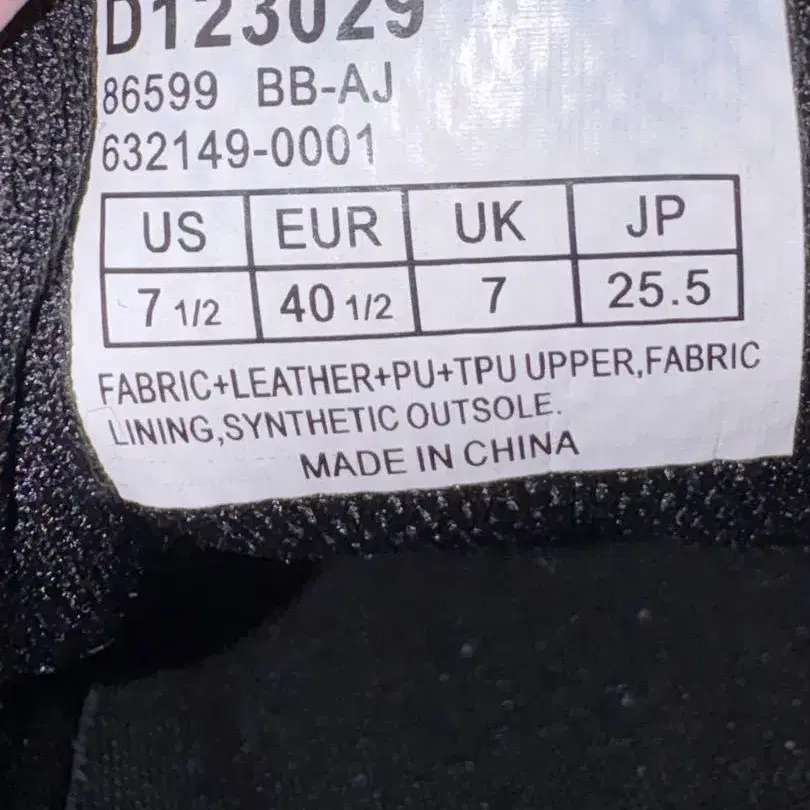 D123029
86599 BB-AJ
632149-0001
US EUR UK JP
7 1/2 40 1/2 7 25.5
FABRIC+LEATHER+PU+TPU UPPER,FABRIC
LINING,SYNTHETIC OUTSOLE.
MADE IN CHINA